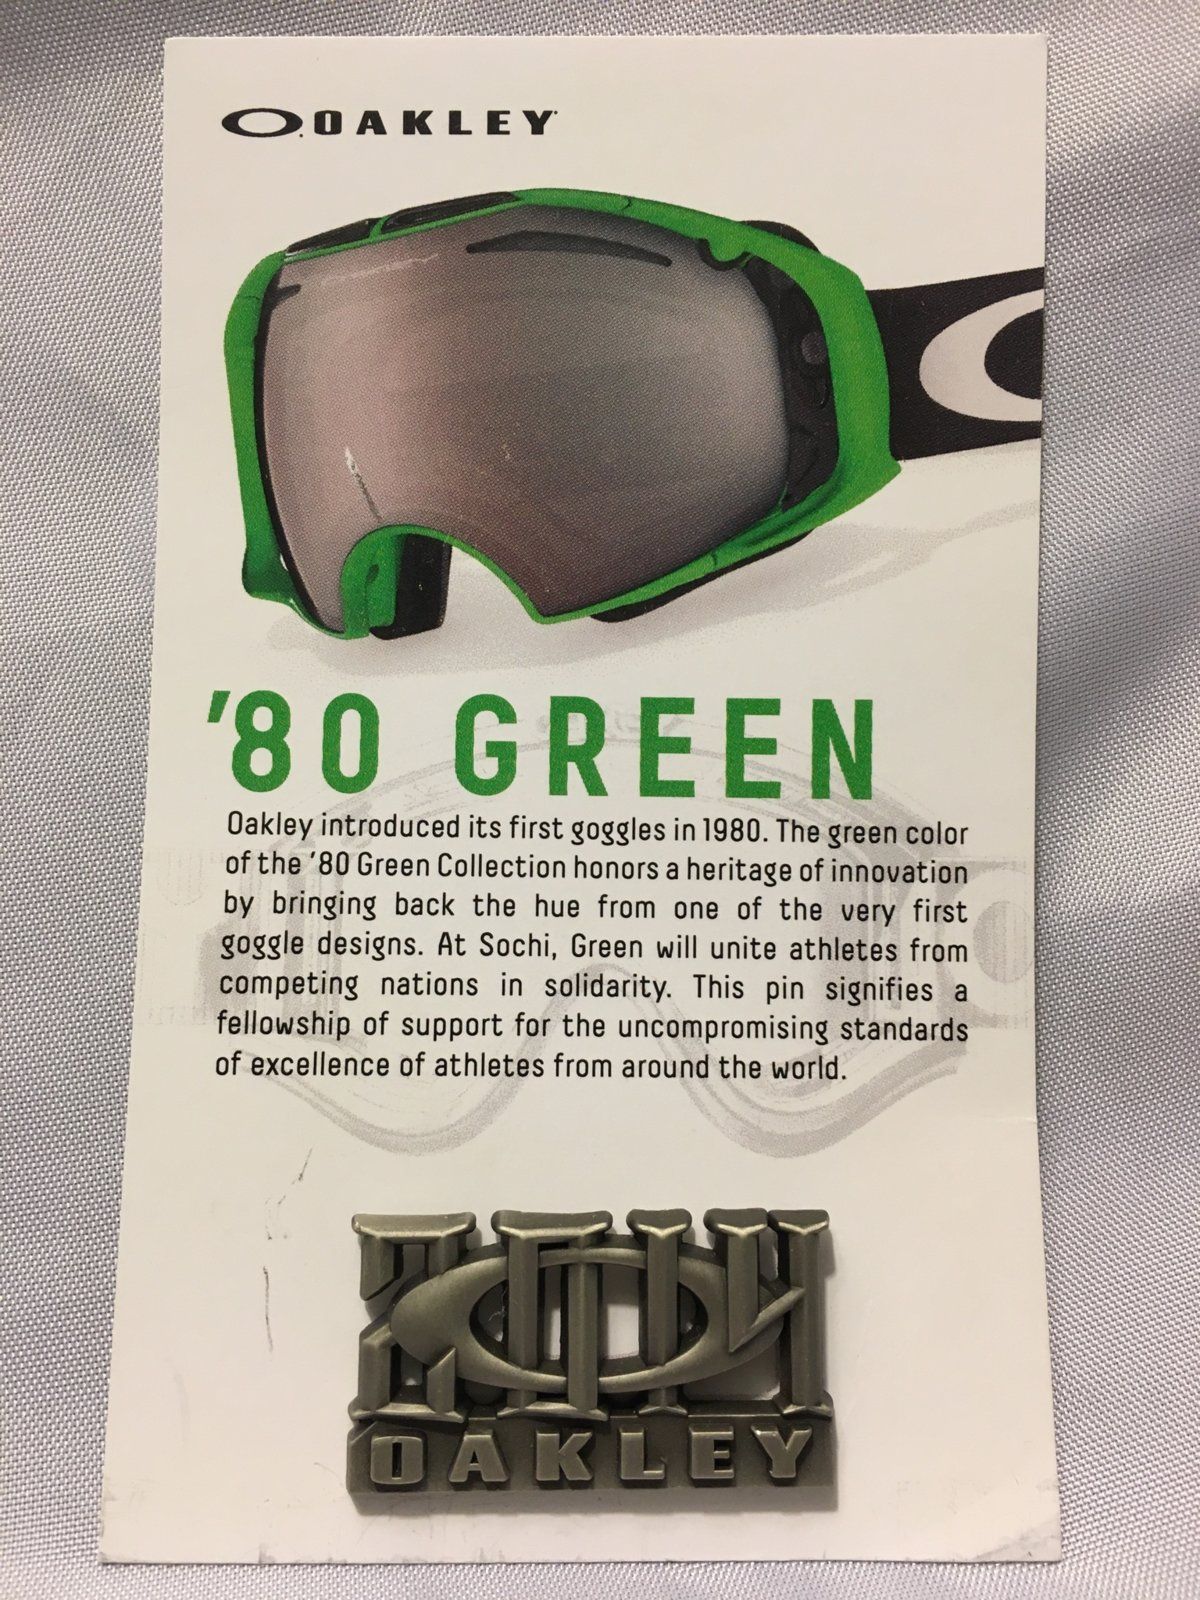 OAKLEY
'80 GREEN
Oakley introduced its first goggles in 1980. The green color
of the '80 Green Collection honors a heritage of innovation
by bringing back the hue from one of the very first
goggle designs. At Sochi, Green will unite athletes from
competing nations in solidarity. This pin signifies a
fellowship of support for the uncompromising standards
of excellence of athletes from around the world.
OAKLEY